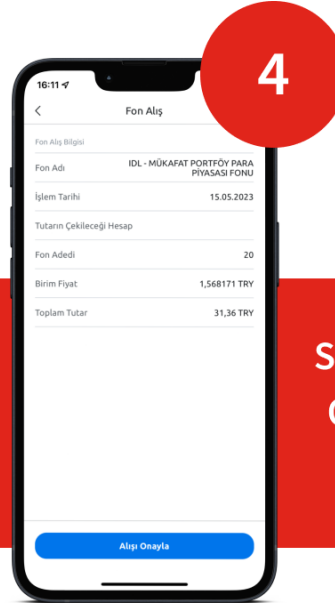 4
16:11
Fon Alış
Fon Alış Bilgisi
Fon Adı IDL - MÜKAFAT PORTFÖY PARA
PİYASASI FONU
İşlem Tarihi 15.05.2023
Tutarın Çekileceği Hesap
Fon Adedi 20
Birim Fiyat 1,568171 TRY
Toplam Tutar 31,36 TRY
S
Alışı Onayla